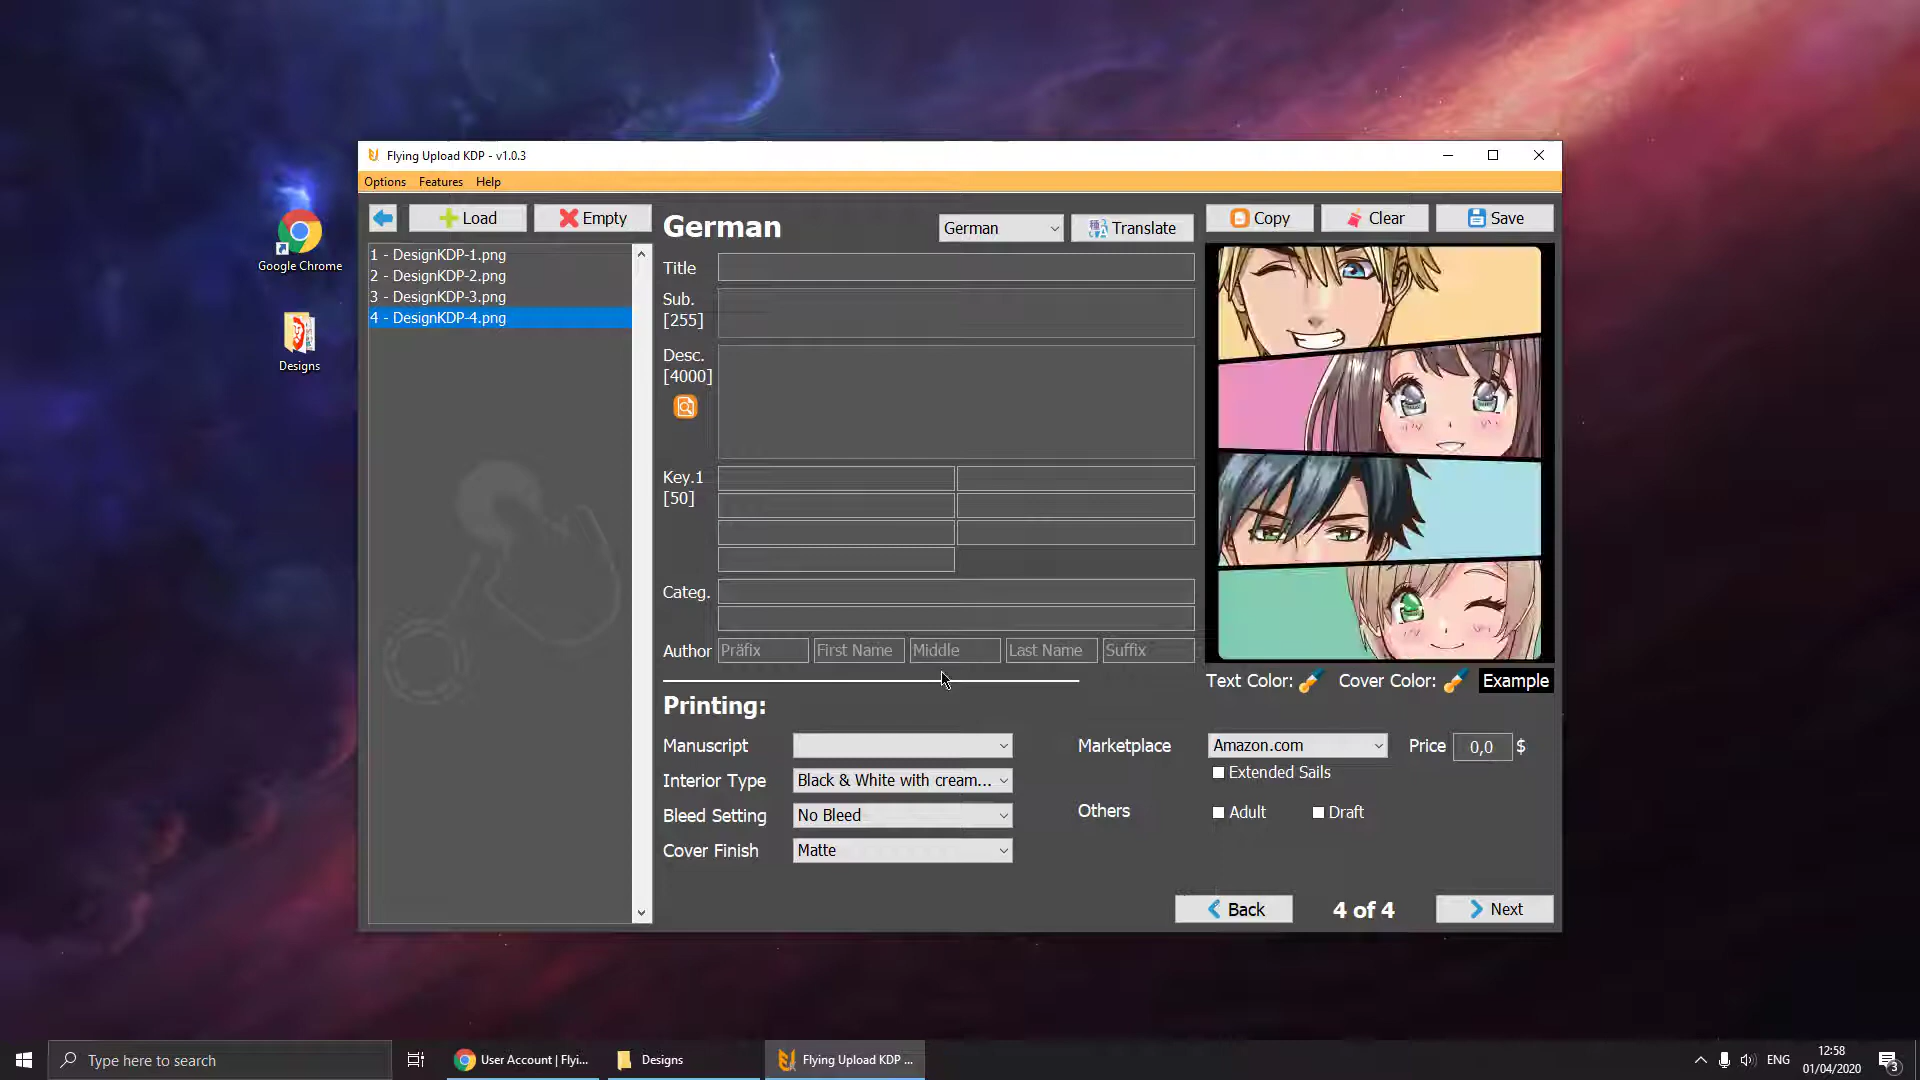 Google Chrome
Designs
Flying Upload KDP - v1.0.3
Options Features Help
Load Empty
1 - DesignKDP-1.png
2 - DesignKDP-2.png
3 - DesignKDP-3.png
4 - DesignKDP-4.png
German German Translate
Copy Clear Save
Title
Sub.
[255]
Desc.
[4000]
Key.1
[50]
Categ.
Author Präfix First Name Middle Last Name Suffix
Text Color: Cover Color: Example
Printing:
Manuscript
Interior Type Black & White with cream...
Bleed Setting No Bleed
Cover Finish Matte
Marketplace Amazon.com Price 0,0 $
Extended Sails
Others Adult Draft
Back 4 of 4 Next
Type here to search
User Account | Flyi...
Designs
Flying Upload KDP ...
ENG
12:58
01/04/2020
3